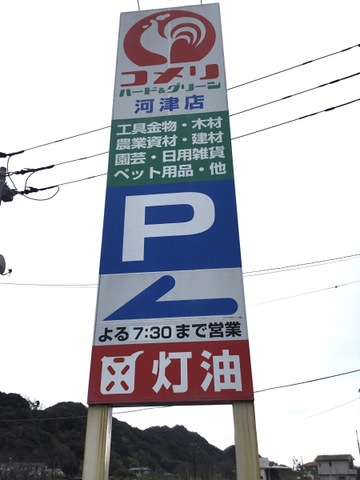 コメリ
ハード&グリーン
河津店
工具金物・木材
農業資材・建材
園芸・日用雑貨
ペット用品・他
P
よる7:30まで営業
灯油